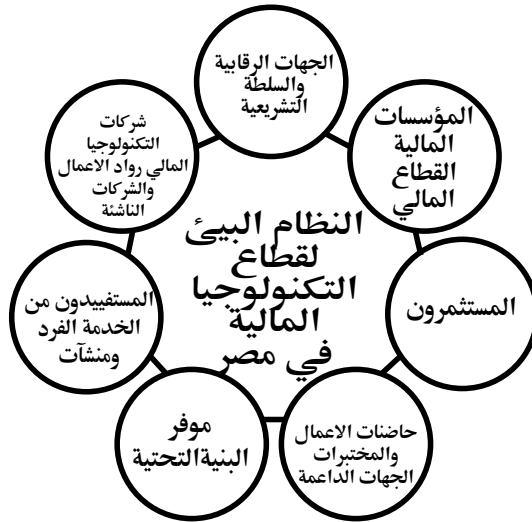 الجهات الرقابية
والسلطة
التشريعية
المؤسسات
المالية
القطاع
المالي
المستثمرون
حاضنات الاعمال
والمختبرات
الجهات الداعمة
موفر
البنيةالتحتية
المستفييدون من
الخدمة الفرد
ومنشآت
شركات
التكنولوجيا
المالي رواد الاعمال
والشركات
الناشئة
النظام البيئ
لقطاع
التكنولوجيا
المالية
في مصر